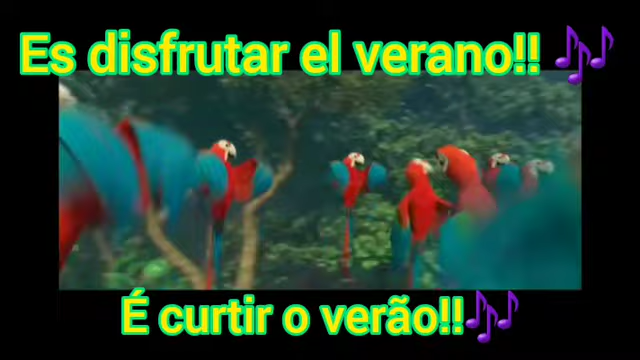 Es disfrutar el verano!! 🎶
É curtir o verão!!🎶